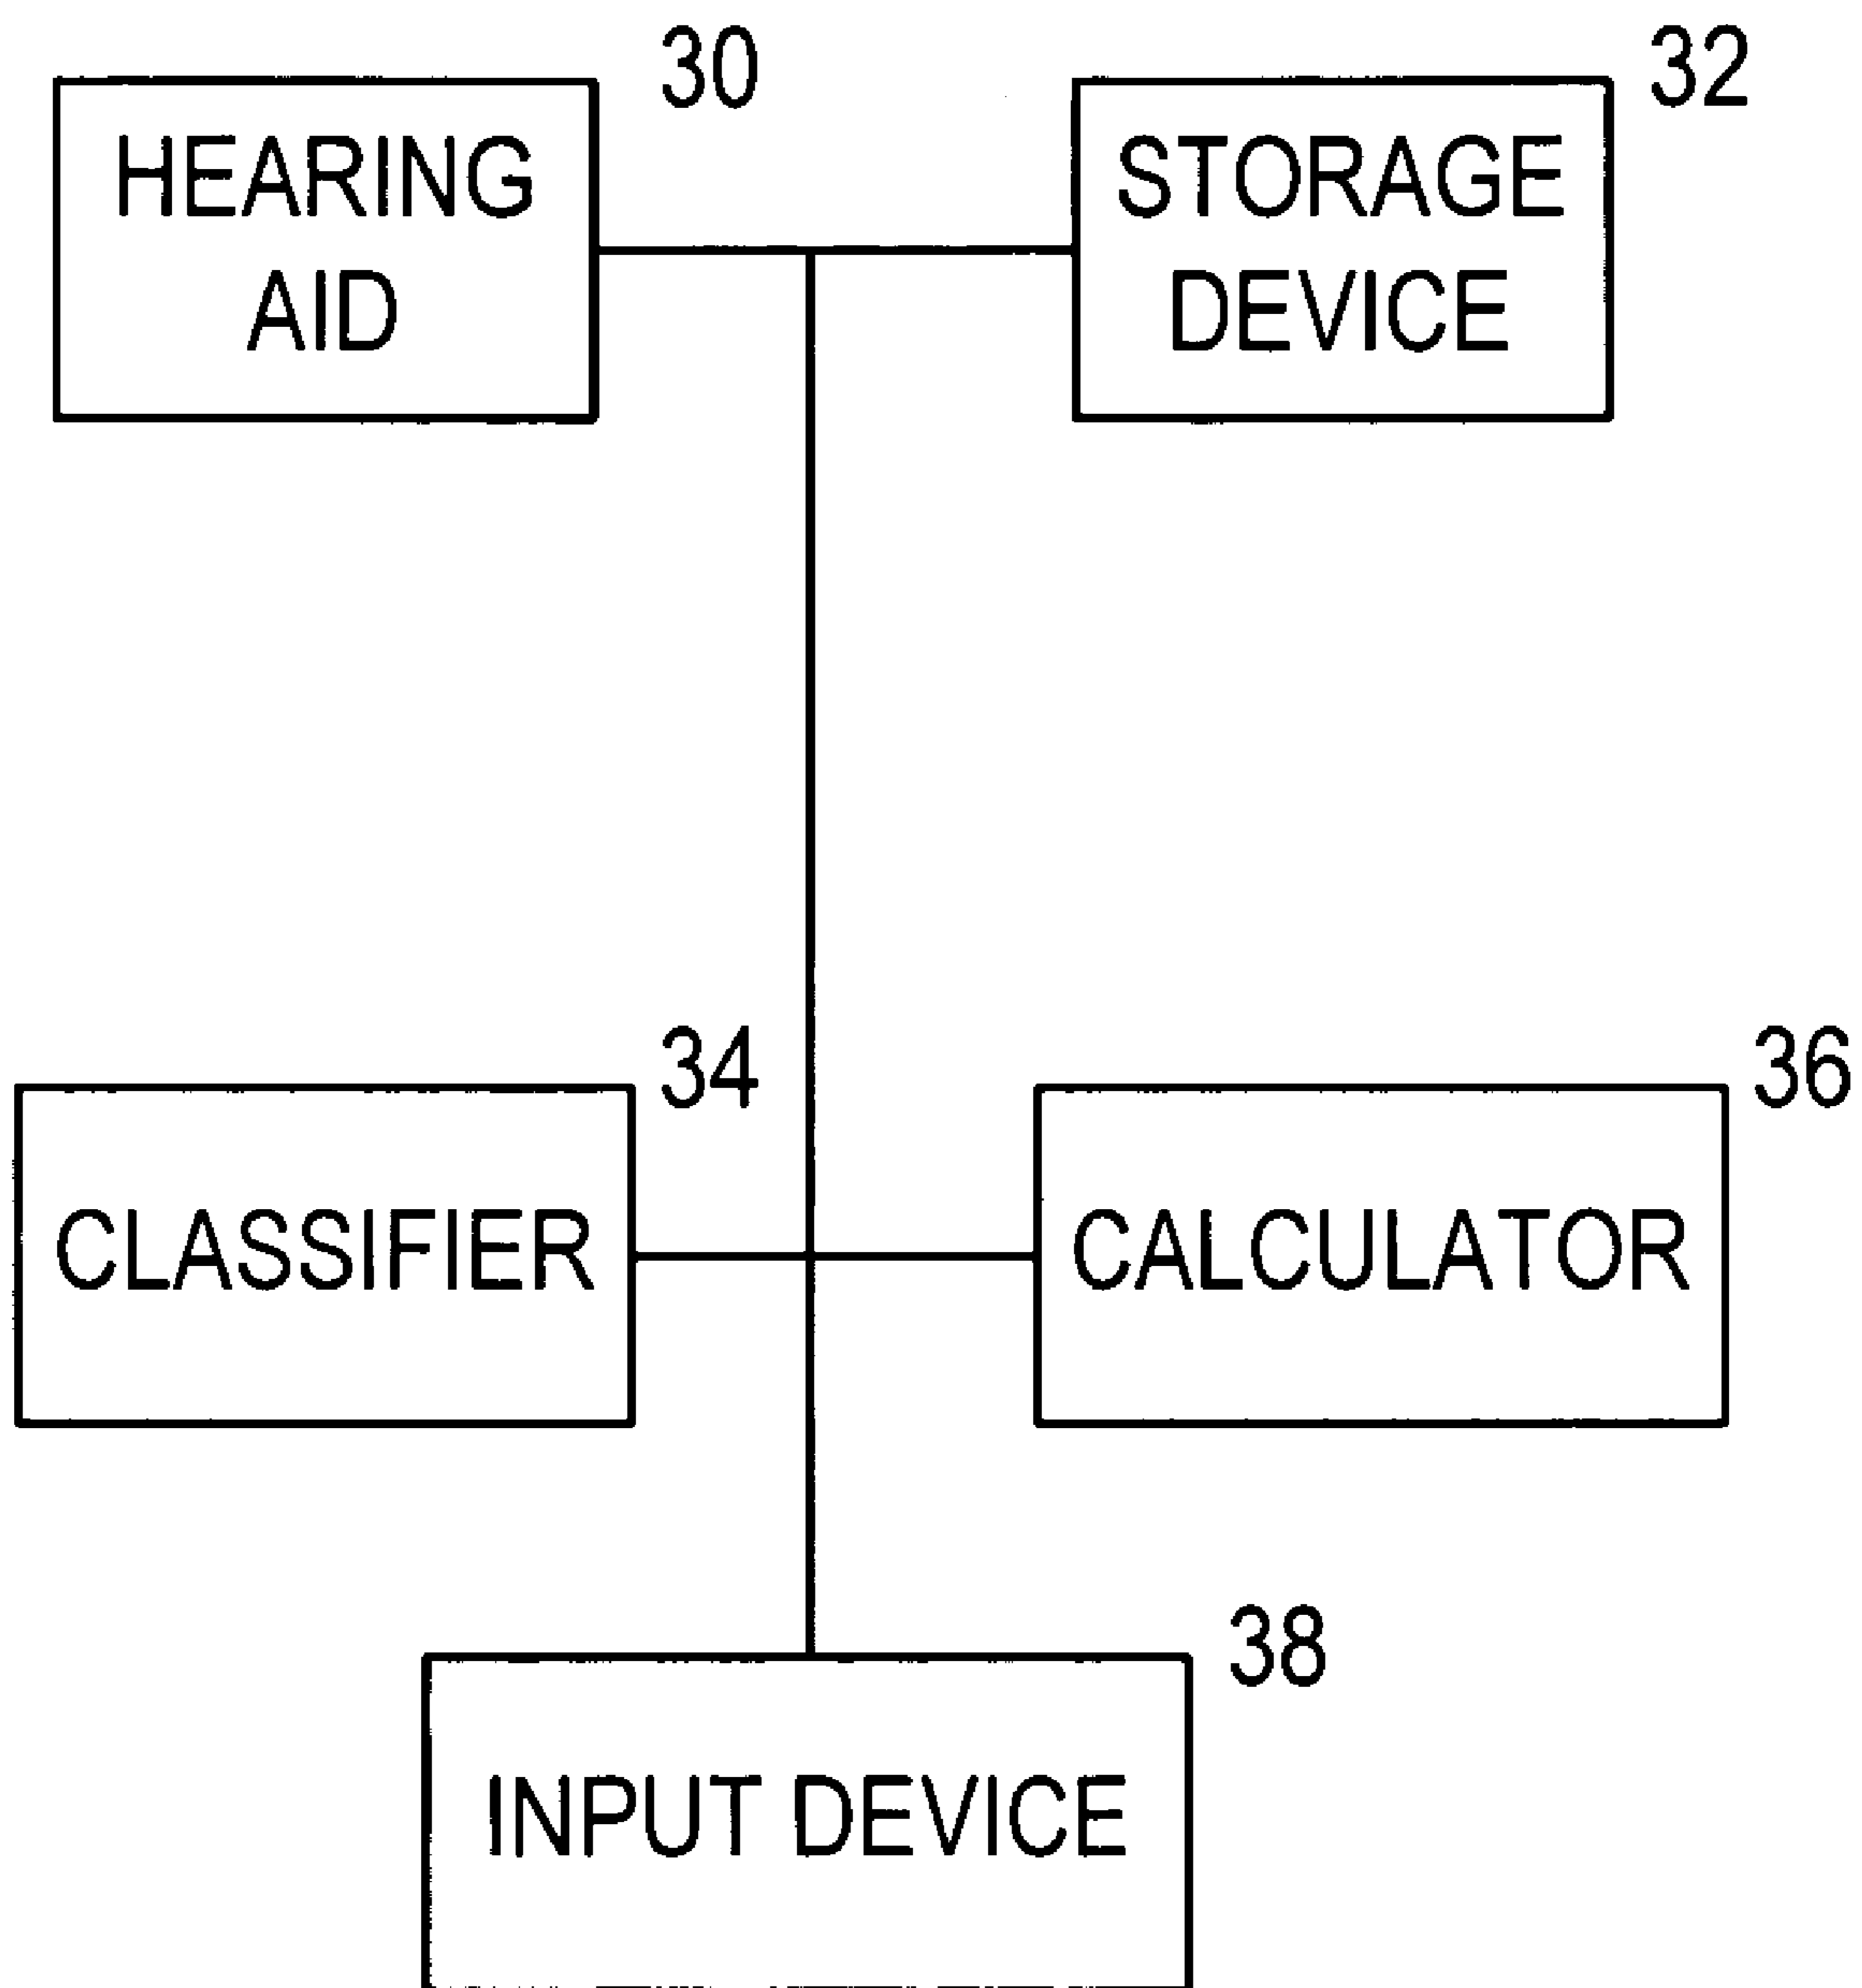 30
32
HEARING
AID
STORAGE
DEVICE
34
36
CLASSIFIER
CALCULATOR
38
INPUT DEVICE